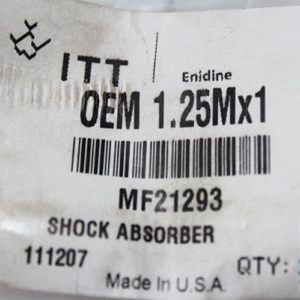 ITT | Enidine
OEM 1.25Mx1
MF21293
SHOCK ABSORBER
111207 QTY:
Made In U.S.A.